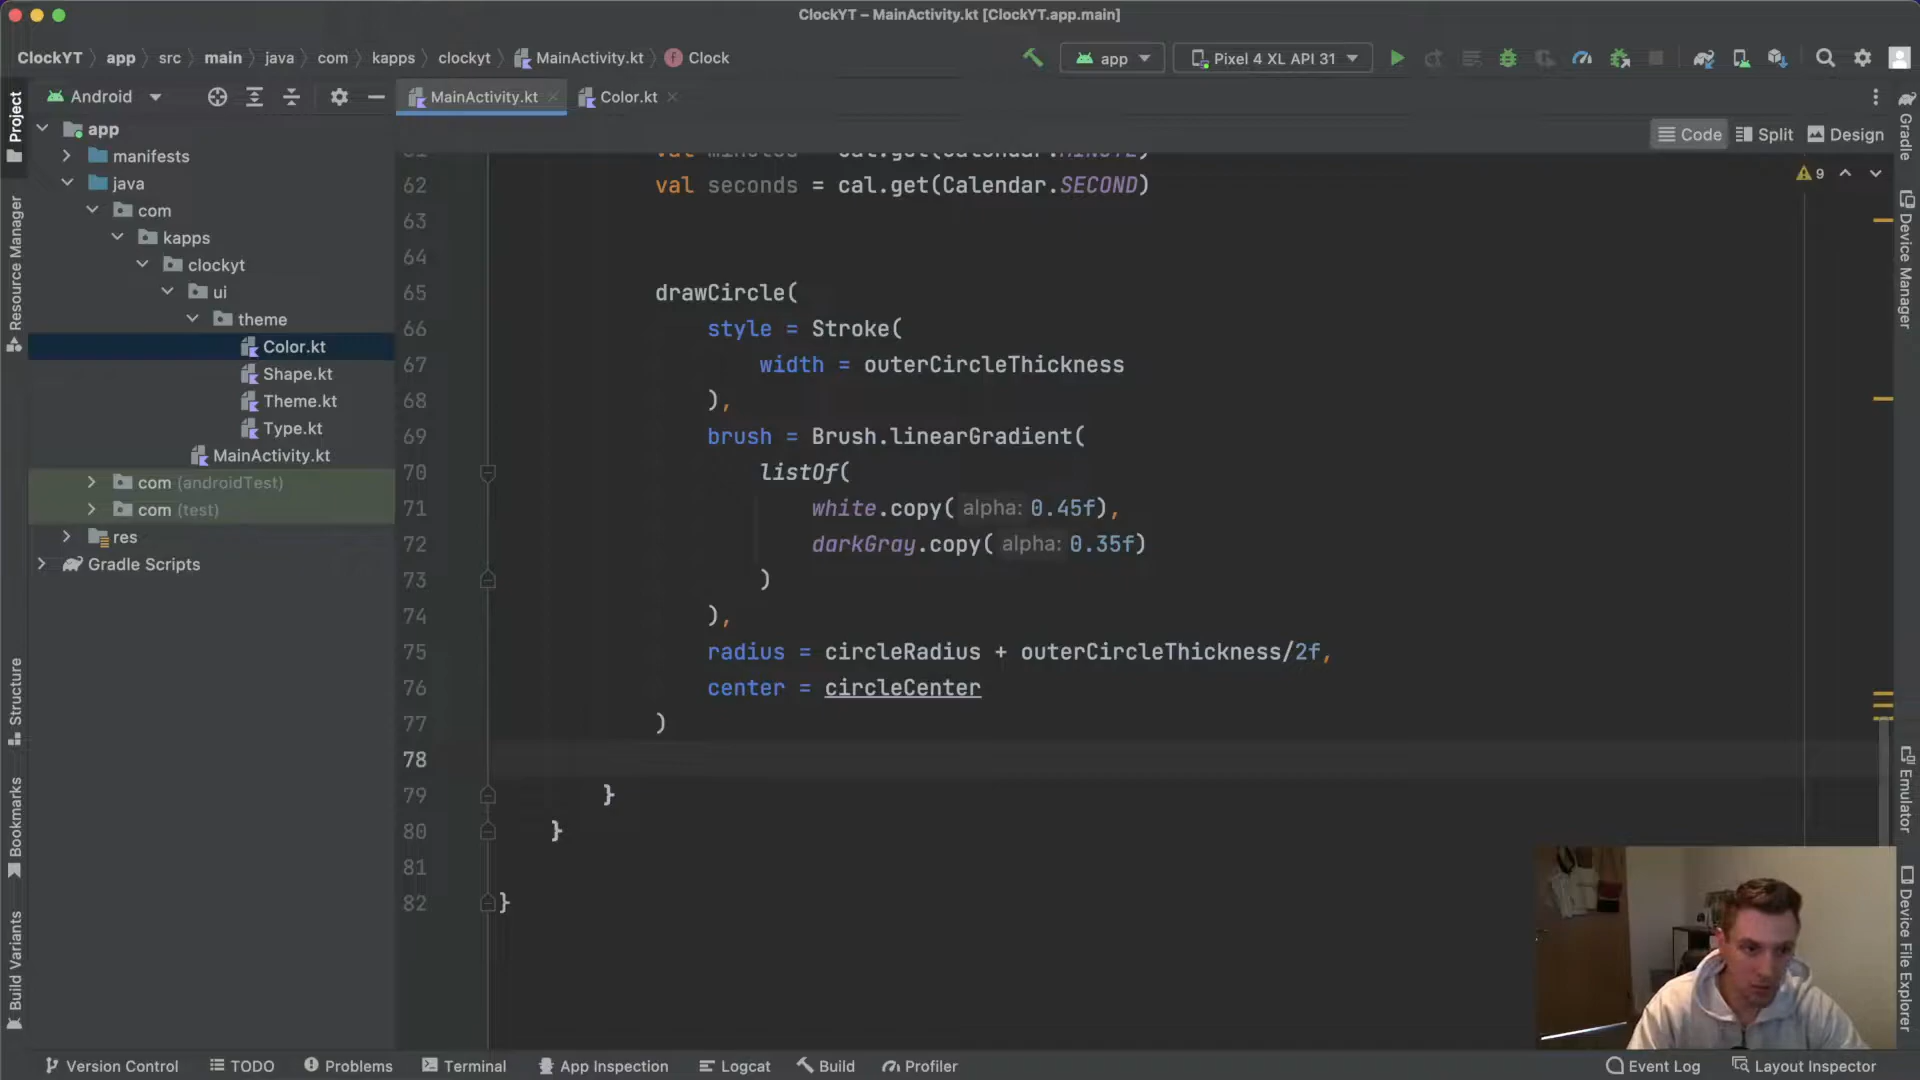 ClockYT – MainActivity.kt [ClockYT.app.main]
ClockYT app src main java com kapps clockyt MainActivity.kt Clock
app Pixel 4 XL API 31
Android
MainActivity.kt Color.kt
Code Split Design
9
Project
Resource Manager
Structure
Bookmarks
Build Variants
app
manifests
java
com
kapps
clockyt
ui
theme
Color.kt
Shape.kt
Theme.kt
Type.kt
MainActivity.kt
com (androidTest)
com (test)
res
Gradle Scripts
61 val minutes = cal.get(Calendar.MINUTE)
62 val seconds = cal.get(Calendar.SECOND)
63
64
65 drawCircle(
66 style = Stroke(
67 width = outerCircleThickness
68 ),
69 brush = Brush.linearGradient(
70 listOf(
71 white.copy( alpha: 0.45f),
72 darkGray.copy( alpha: 0.35f)
73 )
74 ),
75 radius = circleRadius + outerCircleThickness/2f,
76 center = circleCenter
77 )
78
79 }
80 }
81
82 }
Gradle
Device Manager
Emulator
Device File Explorer
Version Control TODO Problems Terminal App Inspection Logcat Build Profiler Event Log Layout Inspector